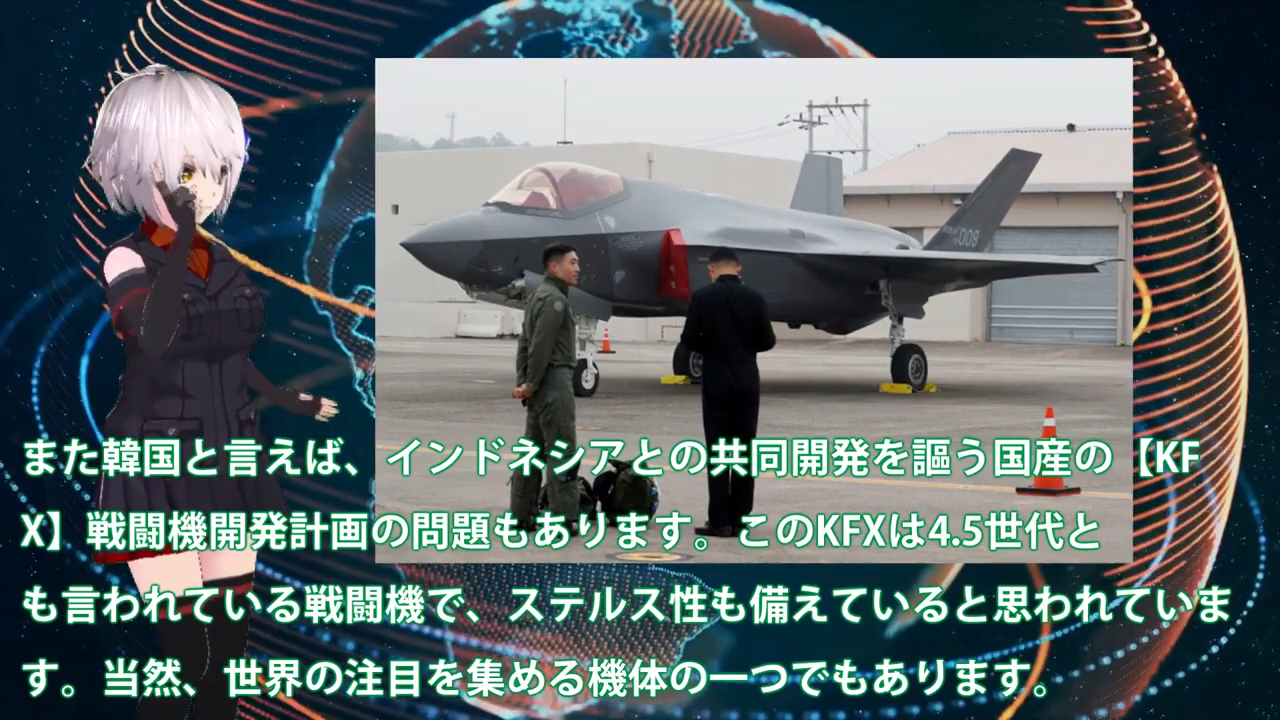 008
また韓国と言えば、インドネシアとの共同開発を謳う国産の【KF
X】戦闘機開発計画の問題もあります。このKFXは4.5世代と
も言われている戦闘機で、ステルス性も備えていると思われていま
す。当然、世界の注目を集める機体の一つでもあります。